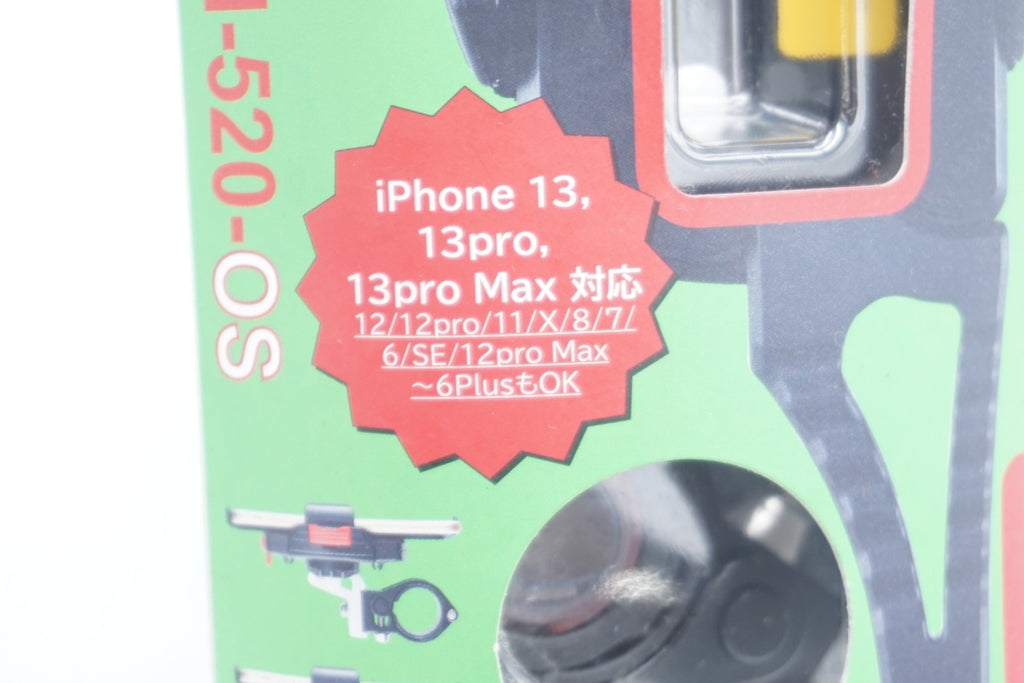 -520-OS
iPhone 13,
13pro,
13pro Max 対応
12/12pro/11/X/8/7/
6/SE/12pro Max
～6PlusもOK